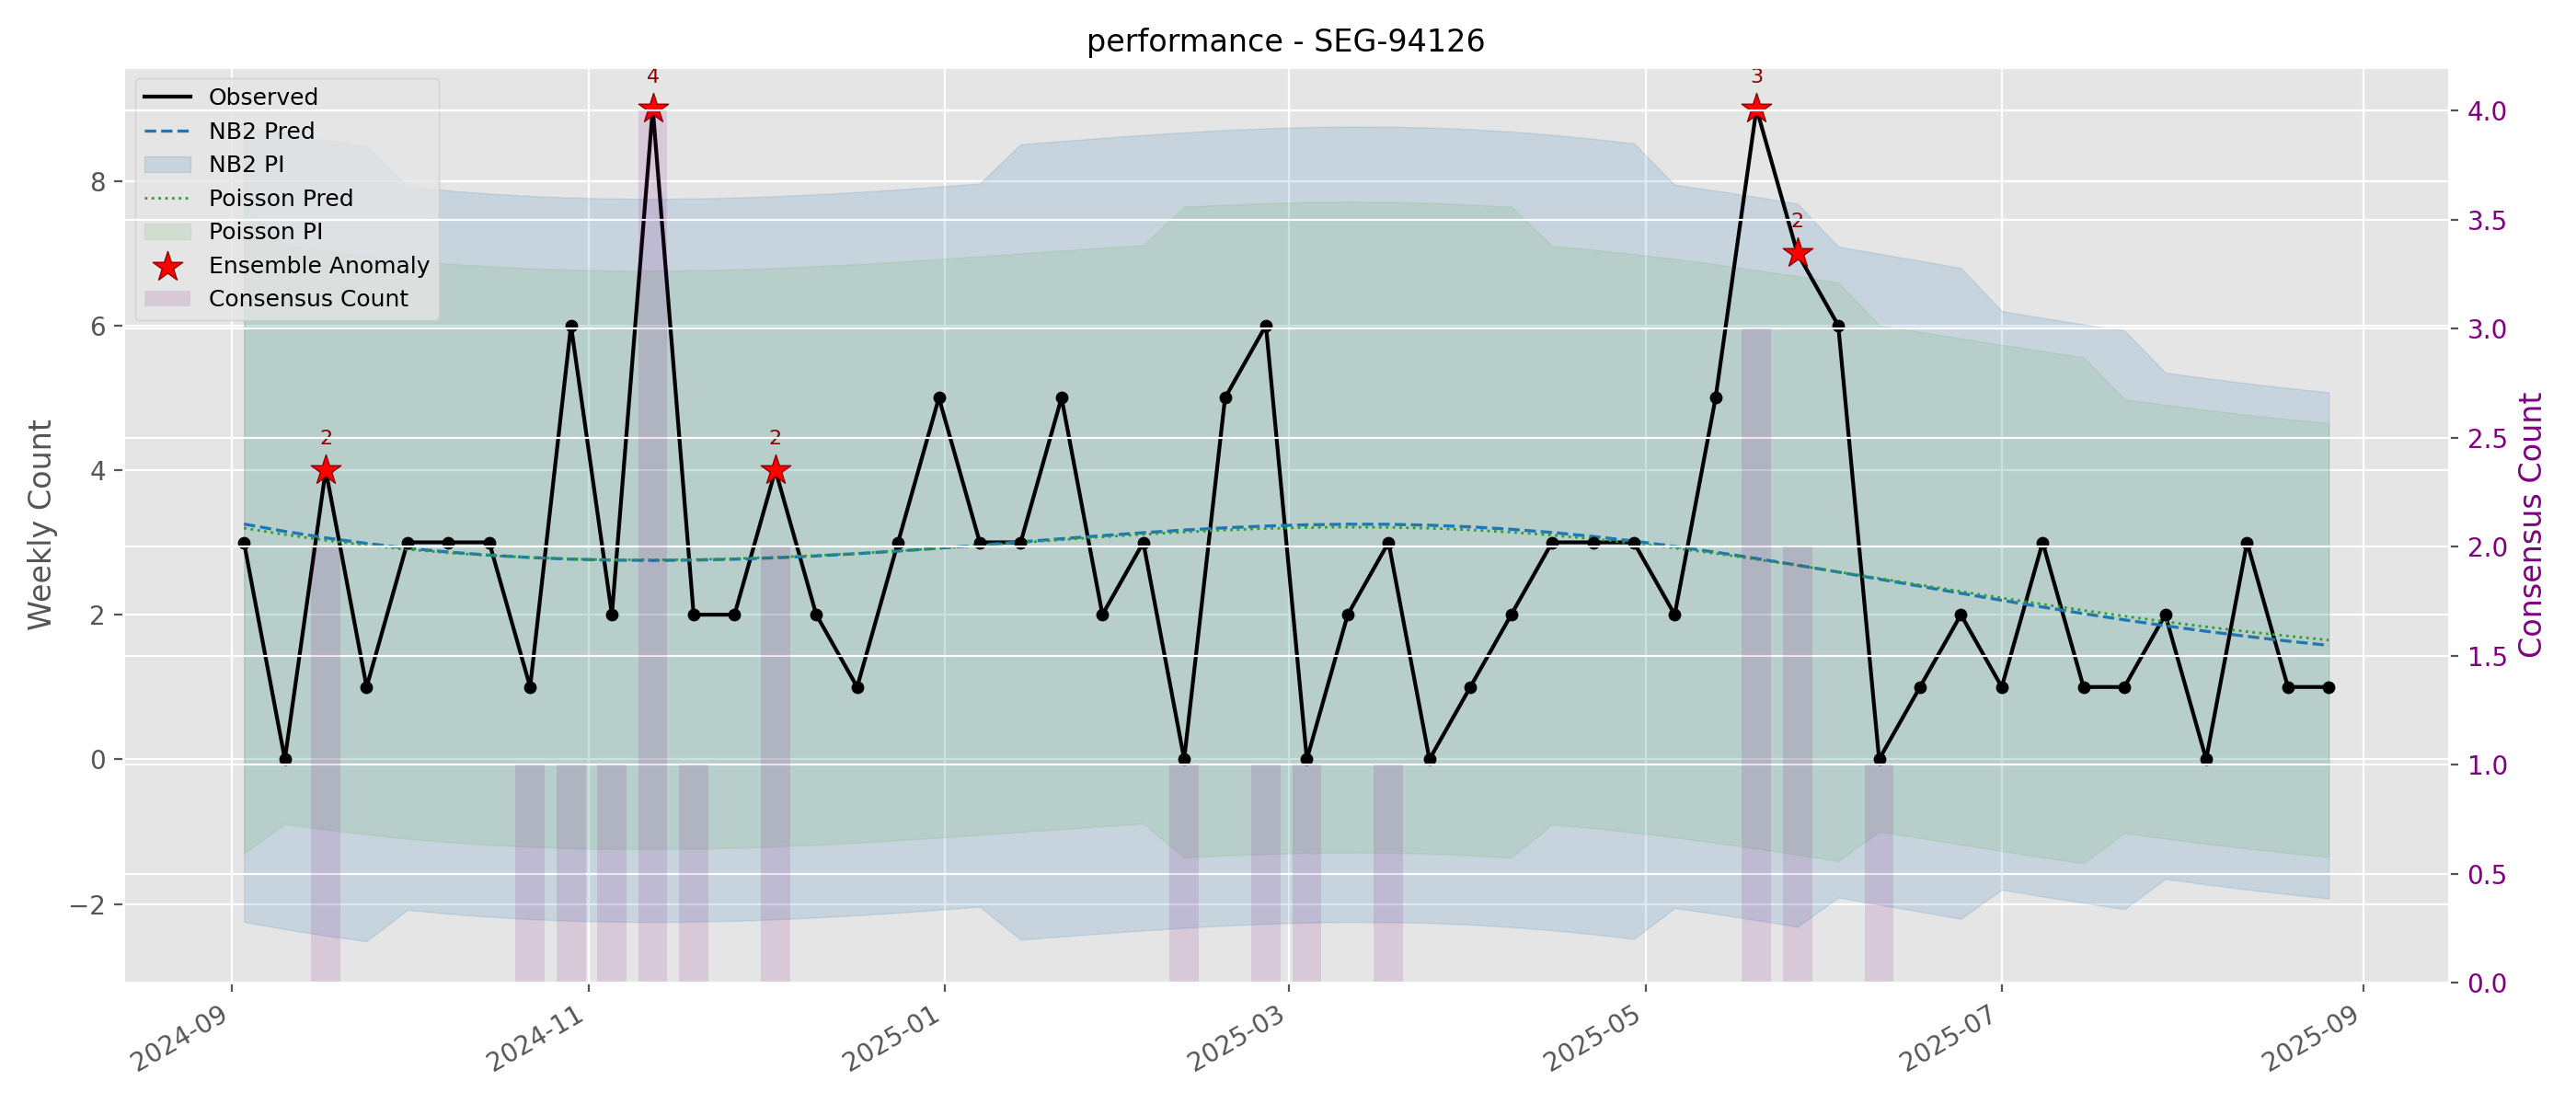 performance - SEG-94126
Observed
NB2 Pred
NB2 PI
Poisson Pred
Poisson PI
Ensemble Anomaly
Consensus Count
Weekly Count
8
6
4
2
0
−2
2
4
2
3
2
4.0
3.5
3.0
2.5
2.0
1.5
1.0
0.5
0.0
Consensus Count
2024-09
2024-11
2025-01
2025-03
2025-05
2025-07
2025-09